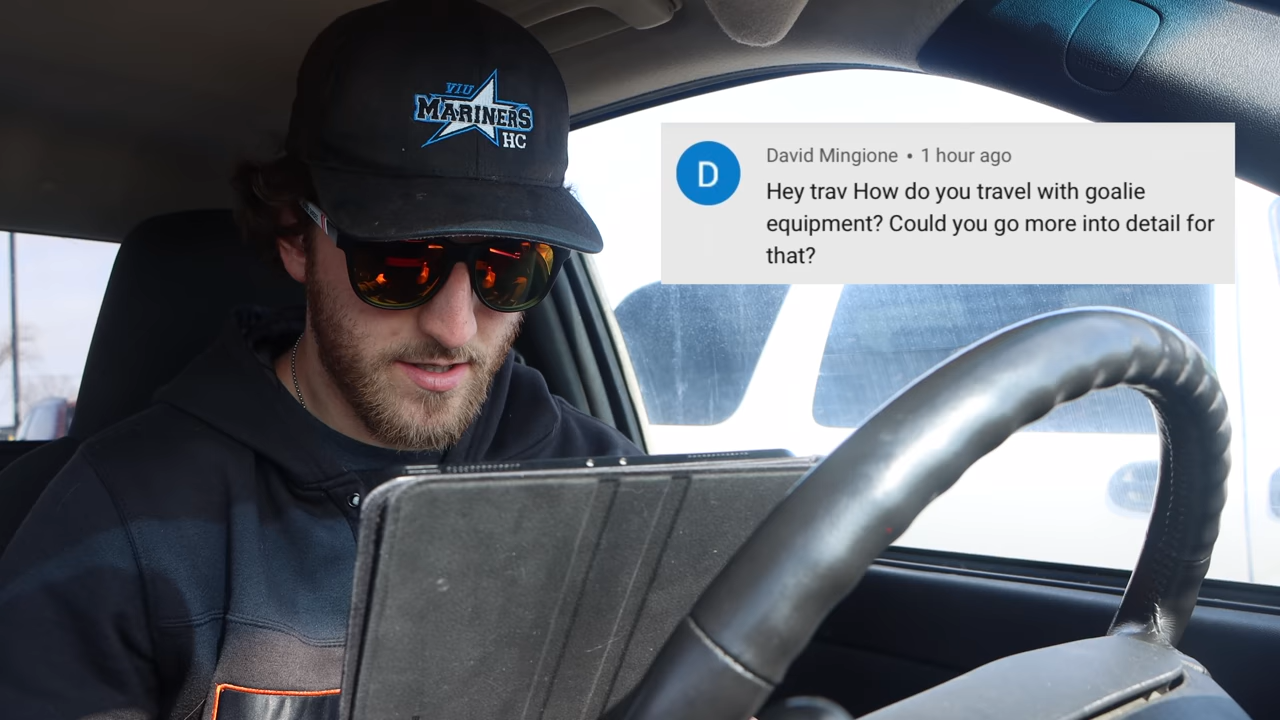 VIU
MARINERS
HC
D
David Mingione • 1 hour ago
Hey trav How do you travel with goalie
equipment? Could you go more into detail for
that?